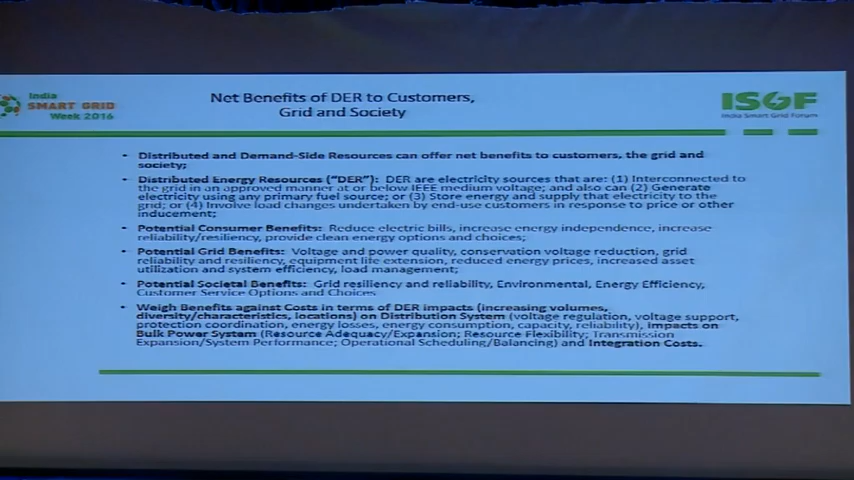 India
SMART GRID
Week 2016
Net Benefits of DER to Customers,
Grid and Society
ISGF
India Smart Grid Forum
• Distributed and Demand-Side Resources can offer net benefits to customers, the grid and
society;
• Distributed Energy Resources ("DER"): DER are electricity sources that are: (1) Interconnected to
the grid in an approved manner at or below IEEE medium voltage; and also can (2) Generate
electricity using any primary fuel source; or (3) Store energy and supply that electricity to the
grid; or (4) Involve load changes undertaken by end-use customers in response to price or other
inducement;
• Potential Consumer Benefits: Reduce electric bills, increase energy independence, increase
reliability/resiliency, provide clean energy options and choices;
• Potential Grid Benefits: Voltage and power quality, conservation voltage reduction, grid
reliability and resiliency, equipment life extension, reduced energy prices, increased asset
utilization and system efficiency, load management;
• Potential Societal Benefits: Grid resiliency and reliability, Environmental, Energy Efficiency,
Customer Service Options and Choices
• Weigh Benefits against Costs in terms of DER impacts (increasing volumes,
diversity/characteristics, locations) on Distribution System (voltage regulation, voltage support,
protection coordination, energy losses, energy consumption, capacity, reliability), Impacts on
Bulk Power System (Resource Adequacy/Expansion; Resource Flexibility; Transmission
Expansion/System Performance; Operational Scheduling/Balancing) and Integration Costs.